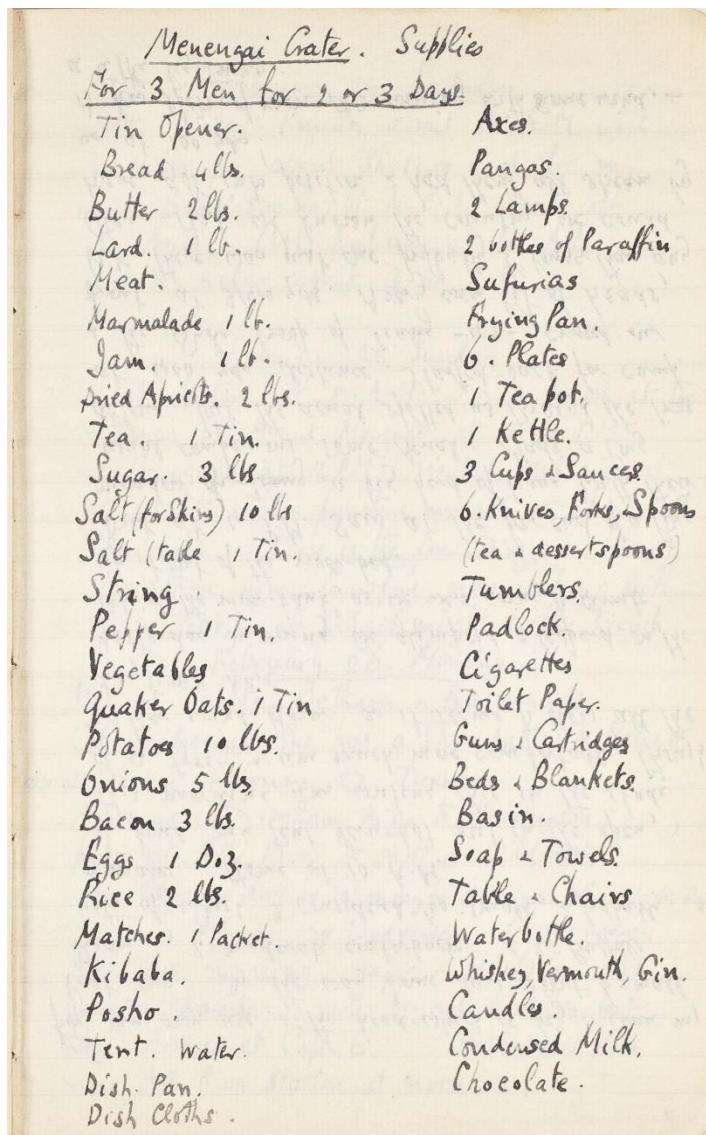 Menengai Crater. Supplies
For 3 Men for 2 or 3 Days.
Tin Opener.
Bread 4 lbs.
Butter 2 lbs.
Lard. 1 lb.
Meat.
Marmalade 1 lb.
Jam. 1 lb.
Dried Apricots. 2 lbs.
Tea. 1 Tin.
Sugar. 3 lbs
Salt (for Skins) 10 lbs
Salt (table 1 Tin.
String
Pepper 1 Tin.
Vegetables
Quaker Oats. 1 Tin
Potatoes 10 lbs.
Onions 5 lbs.
Bacon 3 lbs.
Eggs 1 Doz.
Rice 2 lbs.
Matches. 1 Packet.
Kibaba.
Posho.
Tent. Water.
Dish Pan.
Dish Cloths.
Axes.
Pangas.
2 Lamps.
2 bottles of Paraffin
Sufurias
Frying Pan.
6. Plates
1 Teapot.
1 Kettle.
3 Cups & Sauces.
6. Knives, Forks, Spoons
(tea & dessertspoons)
Tumblers.
Padlock.
Cigarettes
Toilet Paper.
Guns & Cartridges
Beds & Blankets.
Basin.
Soap & Towels.
Table & Chairs
Waterbottle.
Whiskey, Vermouth, Gin.
Candles.
Condensed Milk.
Chocolate.